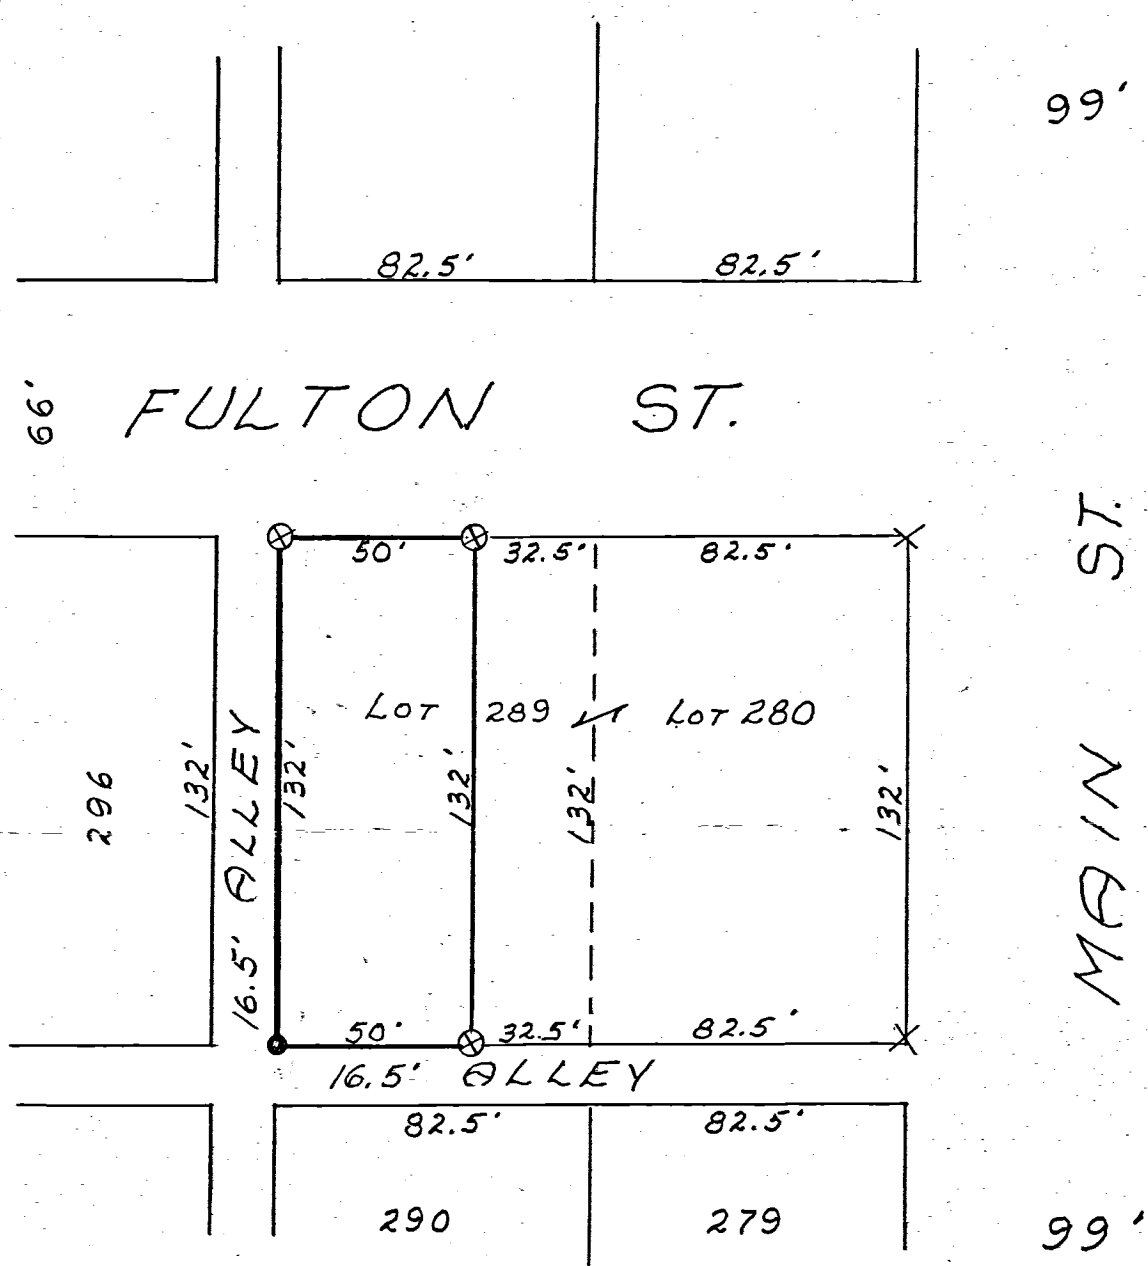 99'
82.5' 82.5'
66' FULTON ST.
50' 32.5' 82.5'
MAIN ST.
LOT 289 LOT 280
296
132'
16.5' ALLEY
132'
132'
132'
132'
50' 32.5' 82.5'
16.5' ALLEY
82.5' 82.5'
290 279
99'